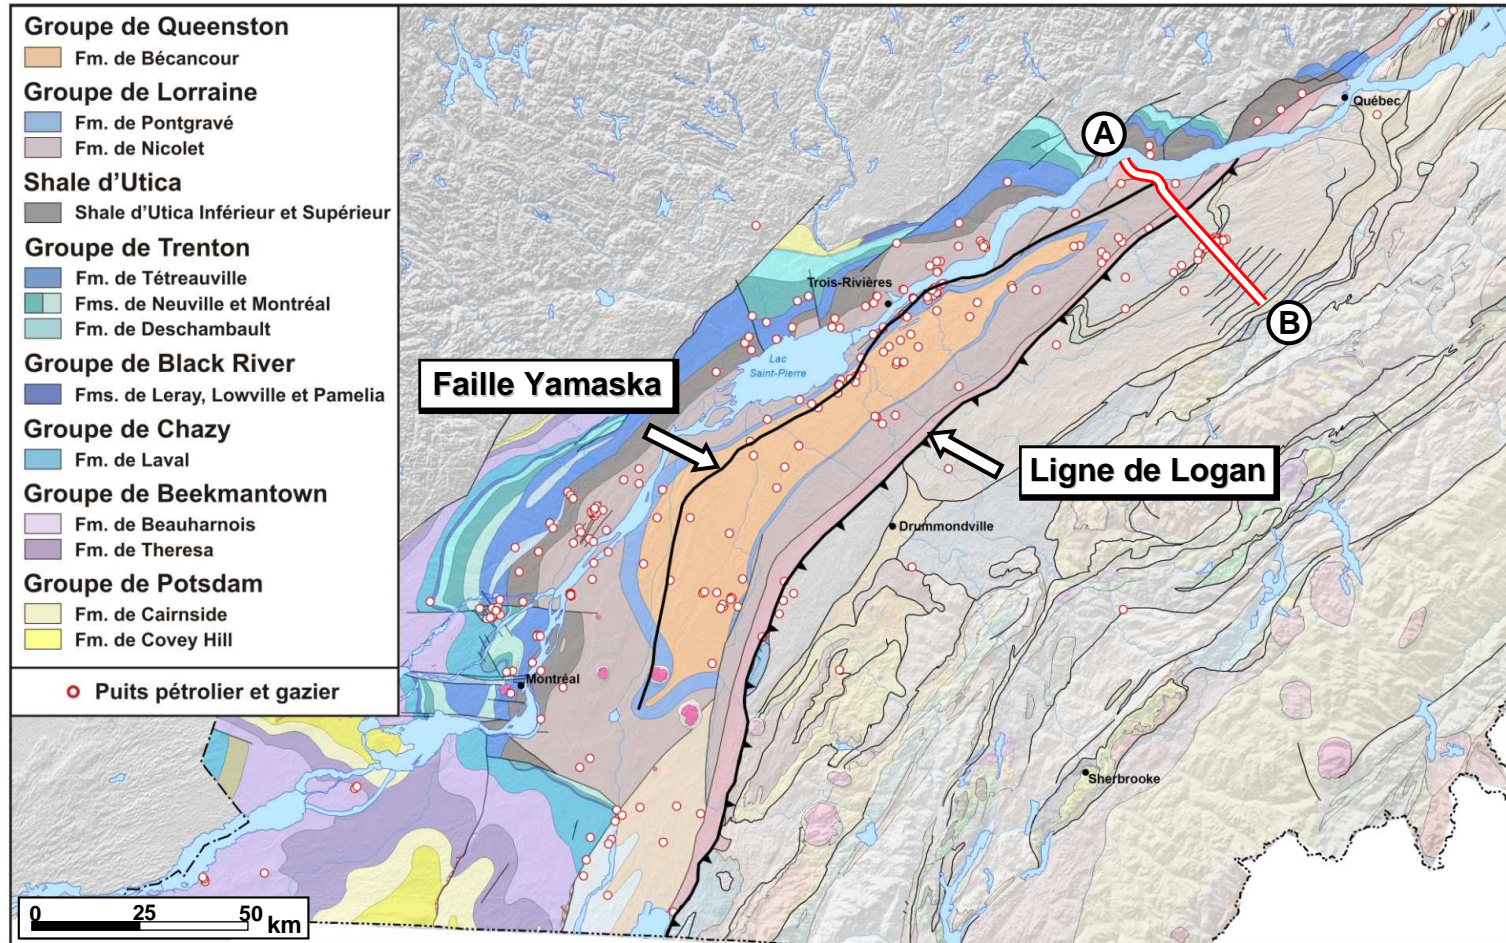 Groupe de Queenston
Fm. de Bécancour
Groupe de Lorraine
Fm. de Pontgravé
Fm. de Nicolet
Shale d'Utica
Shale d'Utica Inférieur et Supérieur
Groupe de Trenton
Fm. de Tétreauville
Fms. de Neuville et Montréal
Fm. de Deschambault
Groupe de Black River
Fms. de Leray, Lowville et Pamelia
Groupe de Chazy
Fm. de Laval
Groupe de Beekmantown
Fm. de Beauharnois
Fm. de Theresa
Groupe de Potsdam
Fm. de Cairnside
Fm. de Covey Hill
Puits pétrolier et gazier
0 25 50 km
Québec
A
Trois-Rivières
B
Lac
Saint-Pierre
Faille Yamaska
Ligne de Logan
Drummondville
Montréal
Sherbrooke